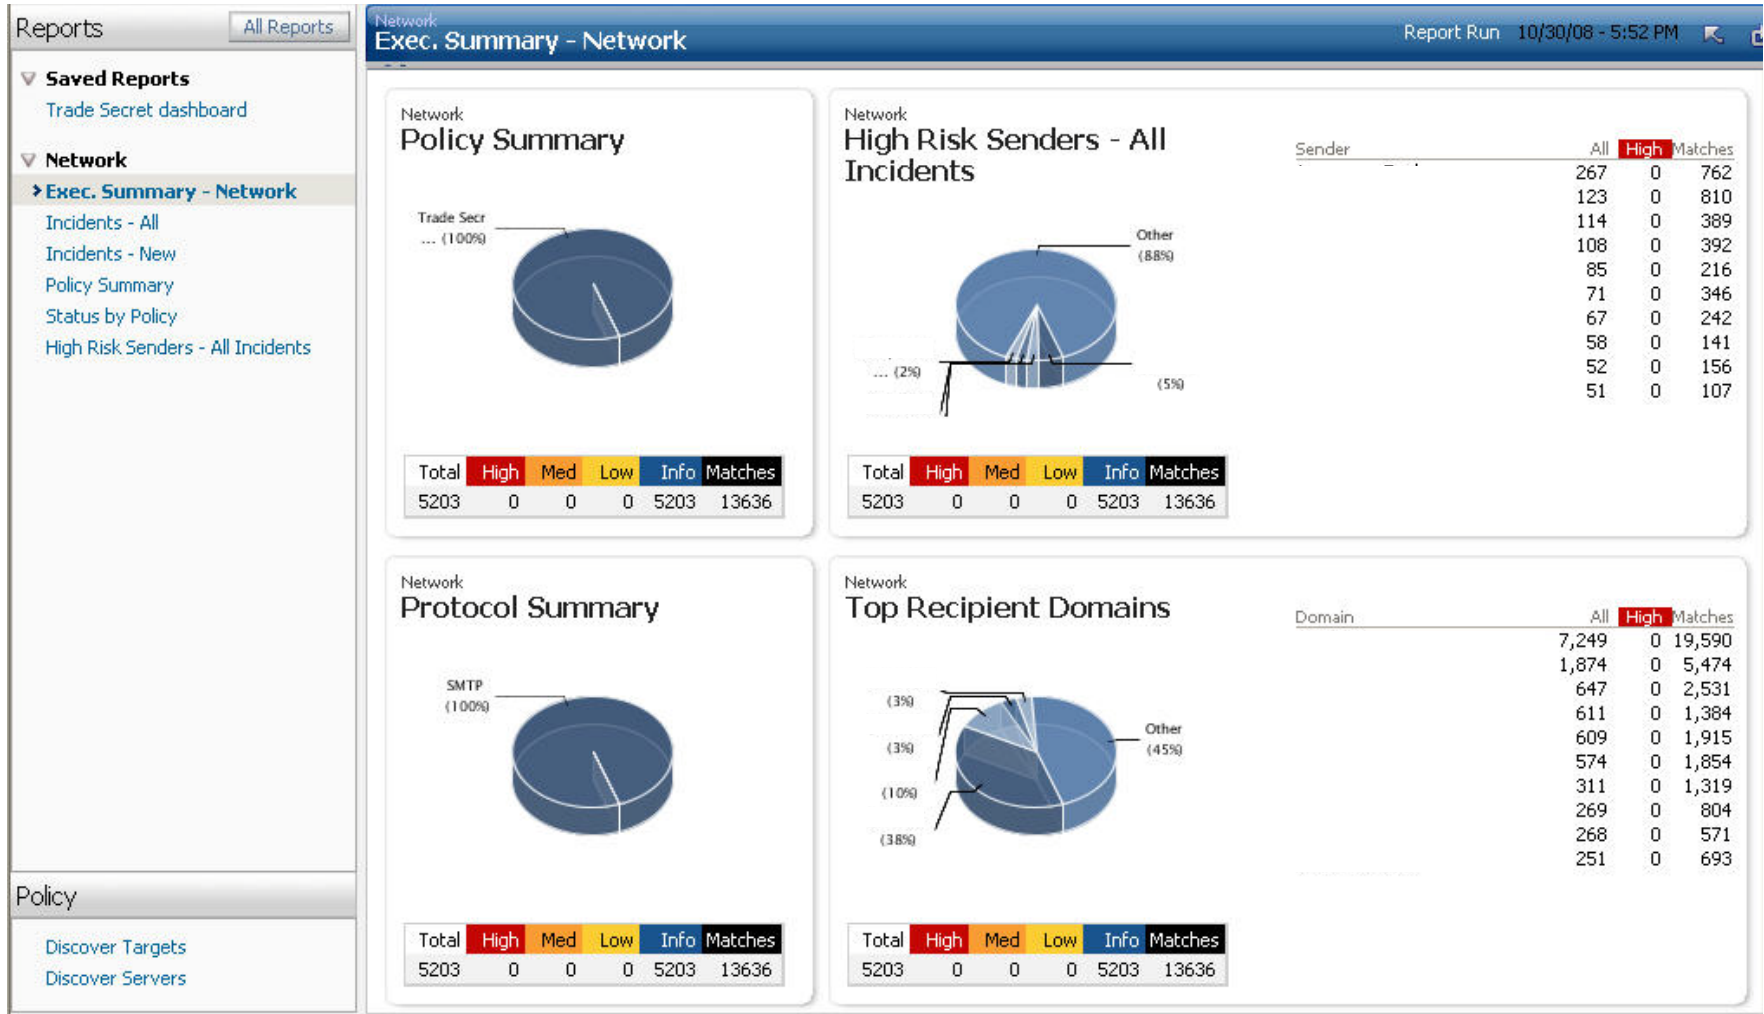 Reports
All Reports
Saved Reports
Trade Secret dashboard
Network
Exec. Summary - Network
Incidents - All
Incidents - New
Policy Summary
Status by Policy
High Risk Senders - All Incidents
Policy
Discover Targets
Discover Servers
Network
Exec. Summary - Network
Report Run 10/30/08 - 5:52 PM
Network
Policy Summary
Trade Secr
... (100%)
Total High Med Low Info Matches
5203 0 0 0 5203 13636
Network
High Risk Senders - All
Incidents
Other
(88%)
... (2%)
(5%)
Total High Med Low Info Matches
5203 0 0 0 5203 13636
Sender All High Matches
267 0 762
123 0 810
114 0 389
108 0 392
85 0 216
71 0 346
67 0 242
58 0 141
52 0 156
51 0 107
Network
Protocol Summary
SMTP
(100%)
Total High Med Low Info Matches
5203 0 0 0 5203 13636
Network
Top Recipient Domains
(3%)
Other
(45%)
(3%)
(10%)
(38%)
Total High Med Low Info Matches
5203 0 0 0 5203 13636
Domain All High Matches
7,249 0 19,590
1,874 0 5,474
647 0 2,531
611 0 1,384
609 0 1,915
574 0 1,854
311 0 1,319
269 0 804
268 0 571
251 0 693